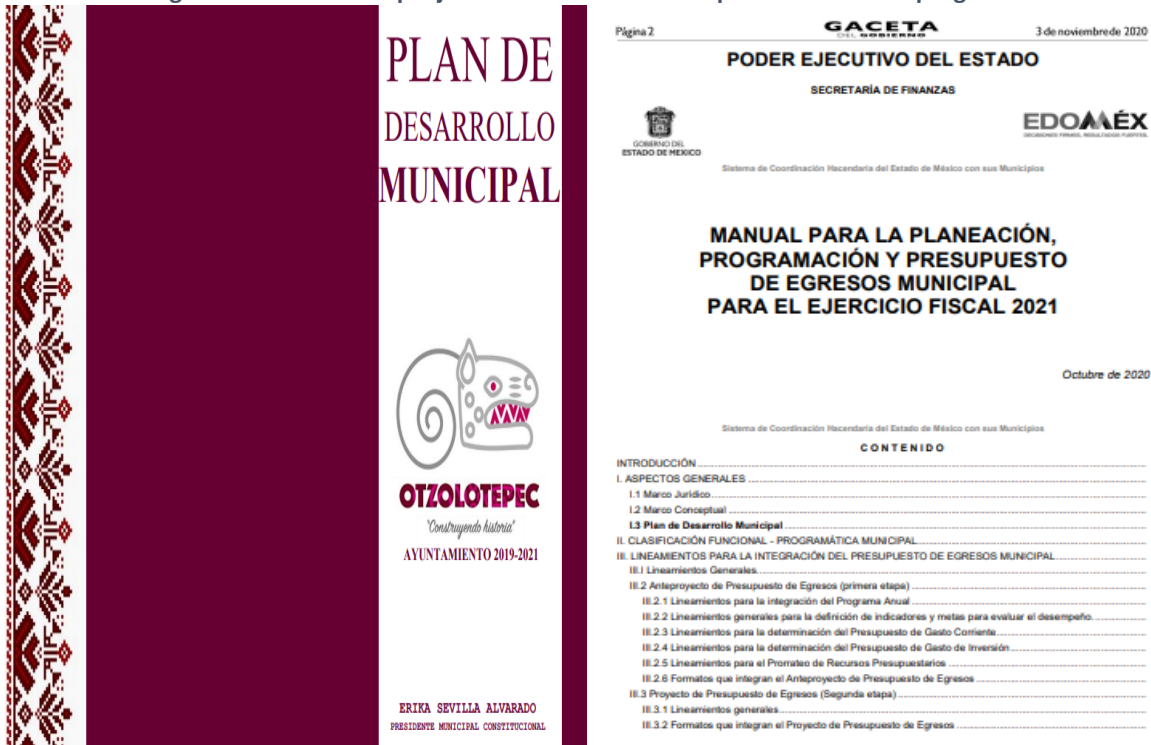 PLAN DE
DESARROLLO
MUNICIPAL
OTZOLOTEPEC
"Construyendo historia"
AYUNTAMIENTO 2019-2021
ERIKA SEVILLA ALVARADO
PRESIDENTE MUNICIPAL CONSTITUCIONAL
Página 2
GACETA
DEL GOBIERNO
3 de noviembre de 2020
PODER EJECUTIVO DEL ESTADO
SECRETARÍA DE FINANZAS
GOBIERNO DEL
ESTADO DE MÉXICO
EDOMÉX
DECISIONES FIRMES, RESULTADOS FUERTES.
Sistema de Coordinación Hacendaria del Estado de México con sus Municipios
MANUAL PARA LA PLANEACIÓN,
PROGRAMACIÓN Y PRESUPUESTO
DE EGRESOS MUNICIPAL
PARA EL EJERCICIO FISCAL 2021
Octubre de 2020
Sistema de Coordinación Hacendaria del Estado de México con sus Municipios
CONTENIDO
INTRODUCCIÓN
I. ASPECTOS GENERALES
I.1 Marco Jurídico
I.2 Marco Conceptual
I.3 Plan de Desarrollo Municipal
II. CLASIFICACIÓN FUNCIONAL - PROGRAMÁTICA MUNICIPAL
III. LINEAMIENTOS PARA LA INTEGRACIÓN DEL PRESUPUESTO DE EGRESOS MUNICIPAL
III.I Lineamientos Generales
III.2 Anteproyecto de Presupuesto de Egresos (primera etapa)
III.2.1 Lineamientos para la integración del Programa Anual
III.2.2 Lineamientos generales para la definición de indicadores y metas para evaluar el desempeño.
III.2.3 Lineamientos para la determinación del Presupuesto de Gasto Corriente
III.2.4 Lineamientos para la determinación del Presupuesto de Gasto de Inversión
III.2.5 Lineamientos para el Prorrateo de Recursos Presupuestarios
III.2.6 Formatos que integran el Anteproyecto de Presupuesto de Egresos
III.3 Proyecto de Presupuesto de Egresos (Segunda etapa)
III.3.1 Lineamientos generales
III.3.2 Formatos que integran el Proyecto de Presupuesto de Egresos